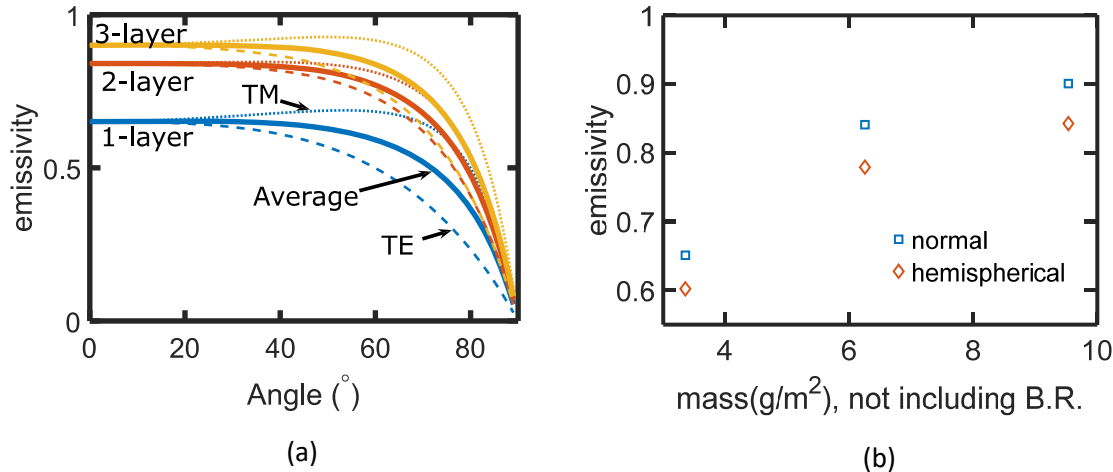 1
3-layer
2-layer
TM
1-layer
0.5
Average
TE
0
0 20 40 60 80
emissivity
Angle (°)
(a)
0.9
0.8
0.7
0.6
normal
hemispherical
4 6 8 10
emissivity
mass(g/m²), not including B.R.
(b)